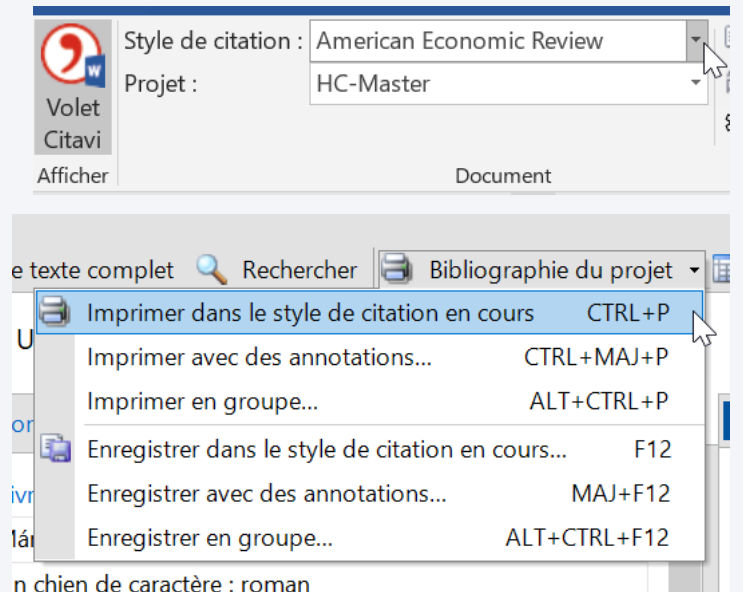 Style de citation : American Economic Review
Projet : HC-Master
Volet
Citavi
Afficher Document
e texte complet Rechercher Bibliographie du projet
Imprimer dans le style de citation en cours CTRL+P
U
Imprimer avec des annotations... CTRL+MAJ+P
Imprimer en groupe... ALT+CTRL+P
or
Enregistrer dans le style de citation en cours... F12
ivr
Enregistrer avec des annotations... MAJ+F12
Enregistrer en groupe... ALT+CTRL+F12
n chien de caractère : roman